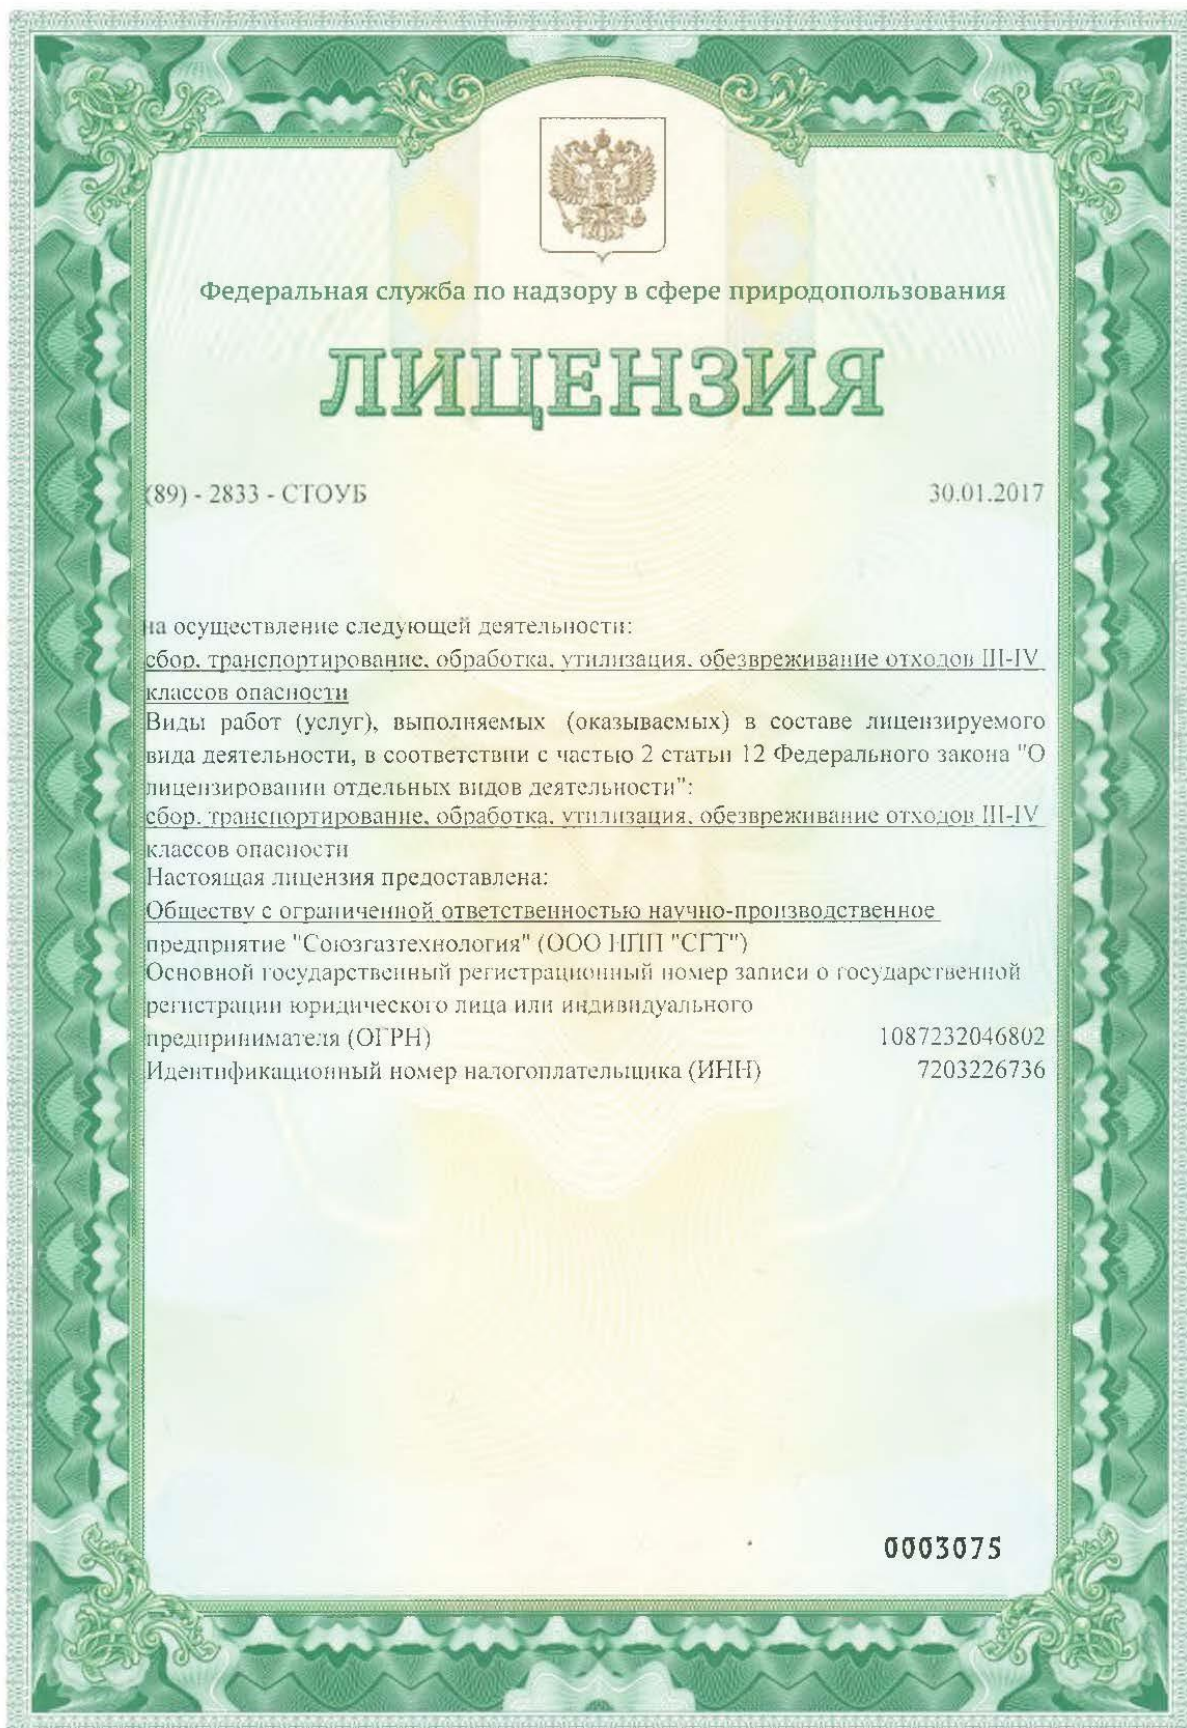 Федеральная служба по надзору в сфере природопользования
ЛИЦЕНЗИЯ
(89) - 2833 - СТОУБ 30.01.2017
на осуществление следующей деятельности:
сбор, транспортирование, обработка, утилизация, обезвреживание отходов III-IV
классов опасности
Виды работ (услуг), выполняемых (оказываемых) в составе лицензируемого
вида деятельности, в соответствии с частью 2 статьи 12 Федерального закона "О
лицензировании отдельных видов деятельности":
сбор, транспортирование, обработка, утилизация, обезвреживание отходов III-IV
классов опасности
Настоящая лицензия предоставлена:
Обществу с ограниченной ответственностью научно-производственное
предприятие "Союзгазтехнология" (ООО НПП "СГТ")
Основной государственный регистрационный номер записи о государственной
регистрации юридического лица или индивидуального
предпринимателя (ОГРН) 1087232046802
Идентификационный номер налогоплательщика (ИНН) 7203226736
0003075